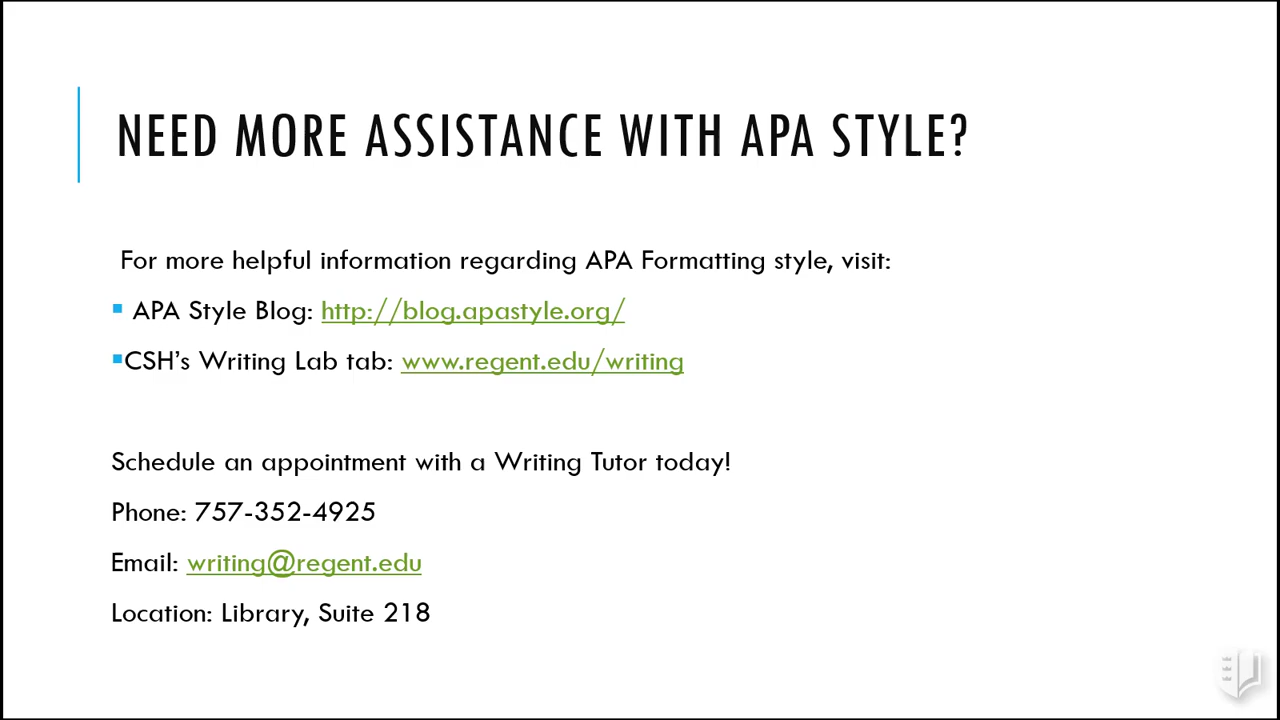 NEED MORE ASSISTANCE WITH APA STYLE?
For more helpful information regarding APA Formatting style, visit:
▪ APA Style Blog: http://blog.apastyle.org/
▪CSH’s Writing Lab tab: www.regent.edu/writing
Schedule an appointment with a Writing Tutor today!
Phone: 757-352-4925
Email: writing@regent.edu
Location: Library, Suite 218